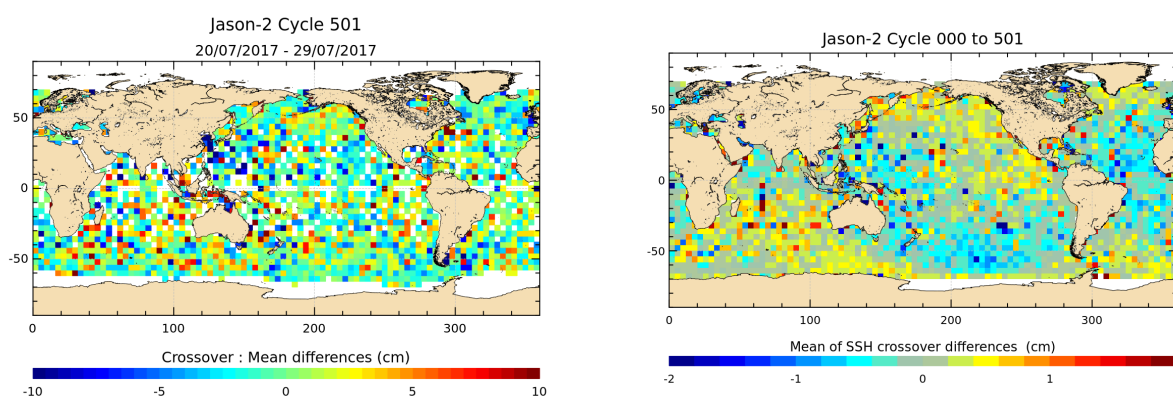 Jason-2 Cycle 501
20/07/2017 - 29/07/2017
50
0
-50
0 100 200 300
Crossover : Mean differences (cm)
-10 -5 0 5 10
Jason-2 Cycle 000 to 501
50
0
-50
0 100 200 300
Mean of SSH crossover differences (cm)
-2 -1 0 1